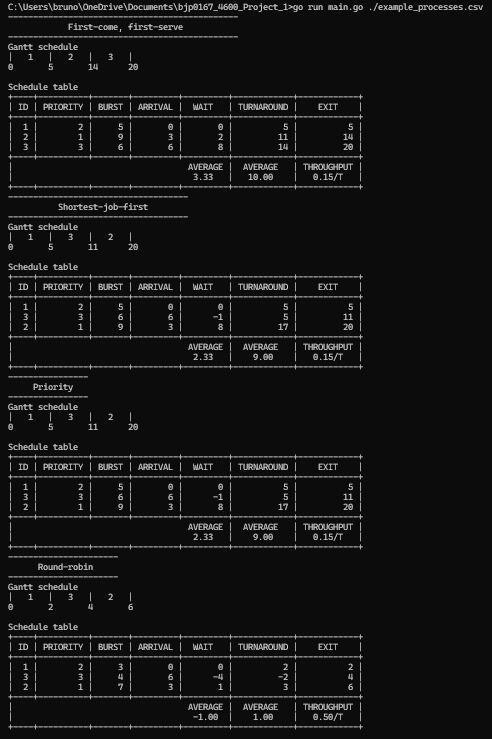 C:\Users\bruno\OneDrive\Documents\bjp0167_4600_Project_1>go run main.go ./example_processes.csv
----------------------------------------------
            First-come, first-serve
----------------------------------------------
Gantt schedule
|   1   |   2   |   3   |
0       5       14      20

Schedule table
+----+----------+-------+---------+---------+------------+------------+
| ID | PRIORITY | BURST | ARRIVAL |  WAIT   | TURNAROUND |    EXIT    |
+----+----------+-------+---------+---------+------------+------------+
|  1 |        2 |     5 |       0 |       0 |          5 |          5 |
|  2 |        1 |     9 |       3 |       2 |         11 |         14 |
|  3 |        3 |     6 |       6 |       8 |         14 |         20 |
+----+----------+-------+---------+---------+------------+------------+
|                                   AVERAGE |  AVERAGE   | THROUGHPUT |
|                                    3.33   |   10.00    |   0.15/T   |
+----+----------+-------+---------+---------+------------+------------+
------------------------------------
          Shortest-job-first
------------------------------------
Gantt schedule
|   1   |   3   |   2   |
0       5       11      20

Schedule table
+----+----------+-------+---------+---------+------------+------------+
| ID | PRIORITY | BURST | ARRIVAL |  WAIT   | TURNAROUND |    EXIT    |
+----+----------+-------+---------+---------+------------+------------+
|  1 |        2 |     5 |       0 |       0 |          5 |          5 |
|  3 |        3 |     6 |       6 |      -1 |          5 |         11 |
|  2 |        1 |     9 |       3 |       8 |         17 |         20 |
+----+----------+-------+---------+---------+------------+------------+
|                                   AVERAGE |  AVERAGE   | THROUGHPUT |
|                                    2.33   |    9.00    |   0.15/T   |
+----+----------+-------+---------+---------+------------+------------+
----------------
     Priority
----------------
Gantt schedule
|   1   |   3   |   2   |
0       5       11      20

Schedule table
+----+----------+-------+---------+---------+------------+------------+
| ID | PRIORITY | BURST | ARRIVAL |  WAIT   | TURNAROUND |    EXIT    |
+----+----------+-------+---------+---------+------------+------------+
|  1 |        2 |     5 |       0 |       0 |          5 |          5 |
|  3 |        3 |     6 |       6 |      -1 |          5 |         11 |
|  2 |        1 |     9 |       3 |       8 |         17 |         20 |
+----+----------+-------+---------+---------+------------+------------+
|                                   AVERAGE |  AVERAGE   | THROUGHPUT |
|                                    2.33   |    9.00    |   0.15/T   |
+----+----------+-------+---------+---------+------------+------------+
----------------------
      Round-robin
----------------------
Gantt schedule
|   1   |   3   |   2   |
0       2       4       6

Schedule table
+----+----------+-------+---------+---------+------------+------------+
| ID | PRIORITY | BURST | ARRIVAL |  WAIT   | TURNAROUND |    EXIT    |
+----+----------+-------+---------+---------+------------+------------+
|  1 |        2 |     3 |       0 |       0 |          2 |          2 |
|  3 |        3 |     4 |       6 |      -4 |         -2 |          4 |
|  2 |        1 |     7 |       3 |       1 |          3 |          6 |
+----+----------+-------+---------+---------+------------+------------+
|                                   AVERAGE |  AVERAGE   | THROUGHPUT |
|                                    -1.00  |    1.00    |   0.50/T   |
+----+----------+-------+---------+---------+------------+------------+